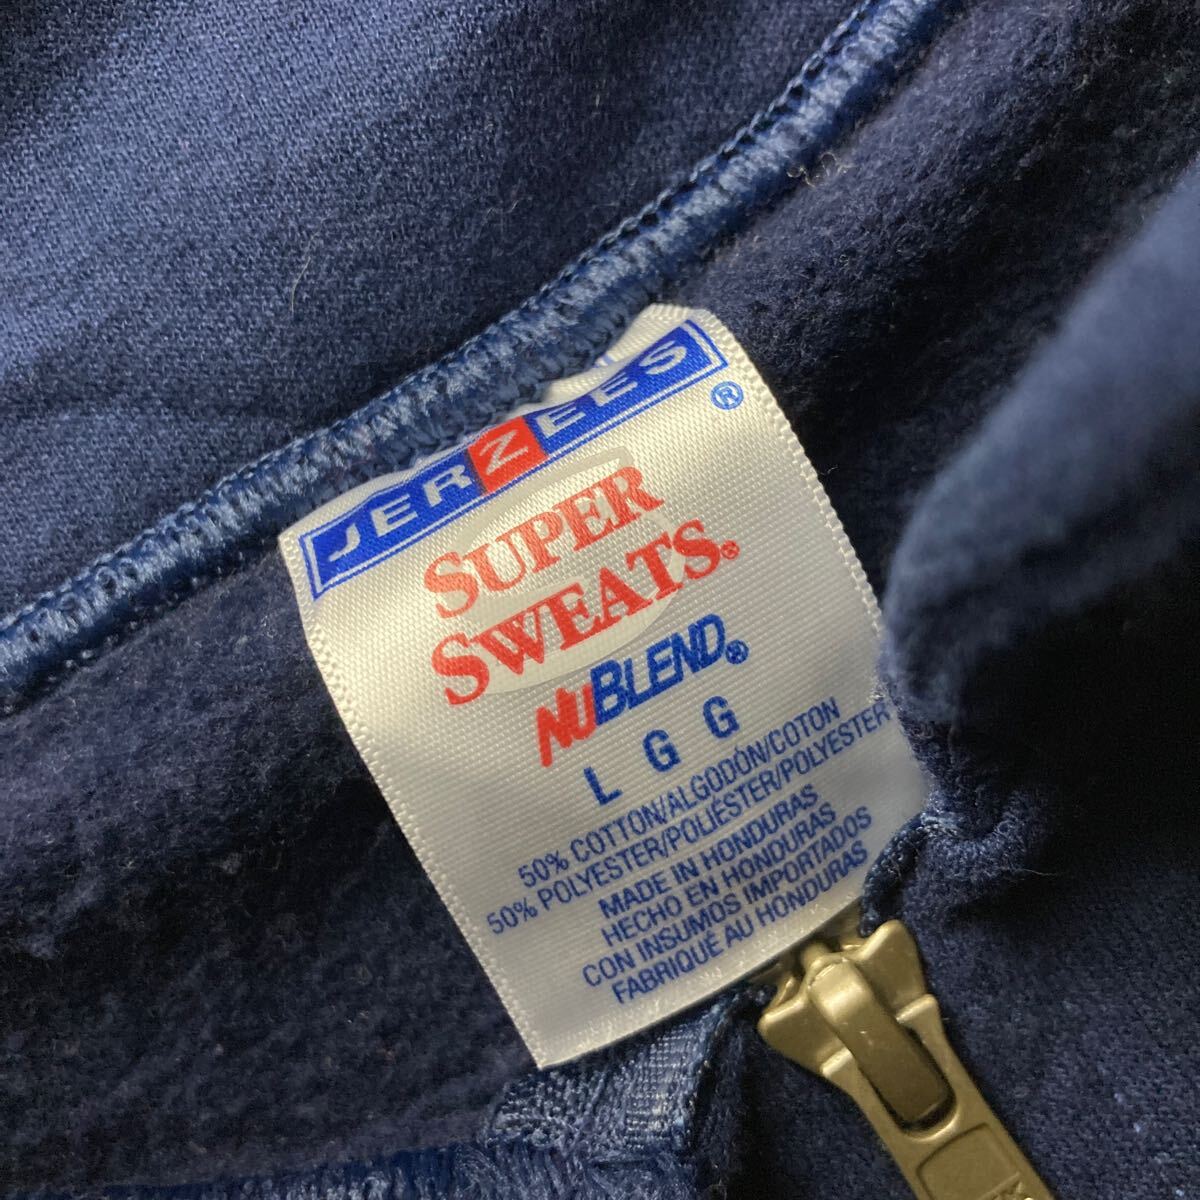 JERZEES®
SUPER
SWEATS®
NUBLEND®
L G G
50% COTTON/ALGODÓN/COTON
50% POLYESTER/POLIÉSTER/POLYESTER
MADE IN HONDURAS
HECHO EN HONDURAS
CON INSUMOS IMPORTADOS
FABRIQUÉ AU HONDURAS